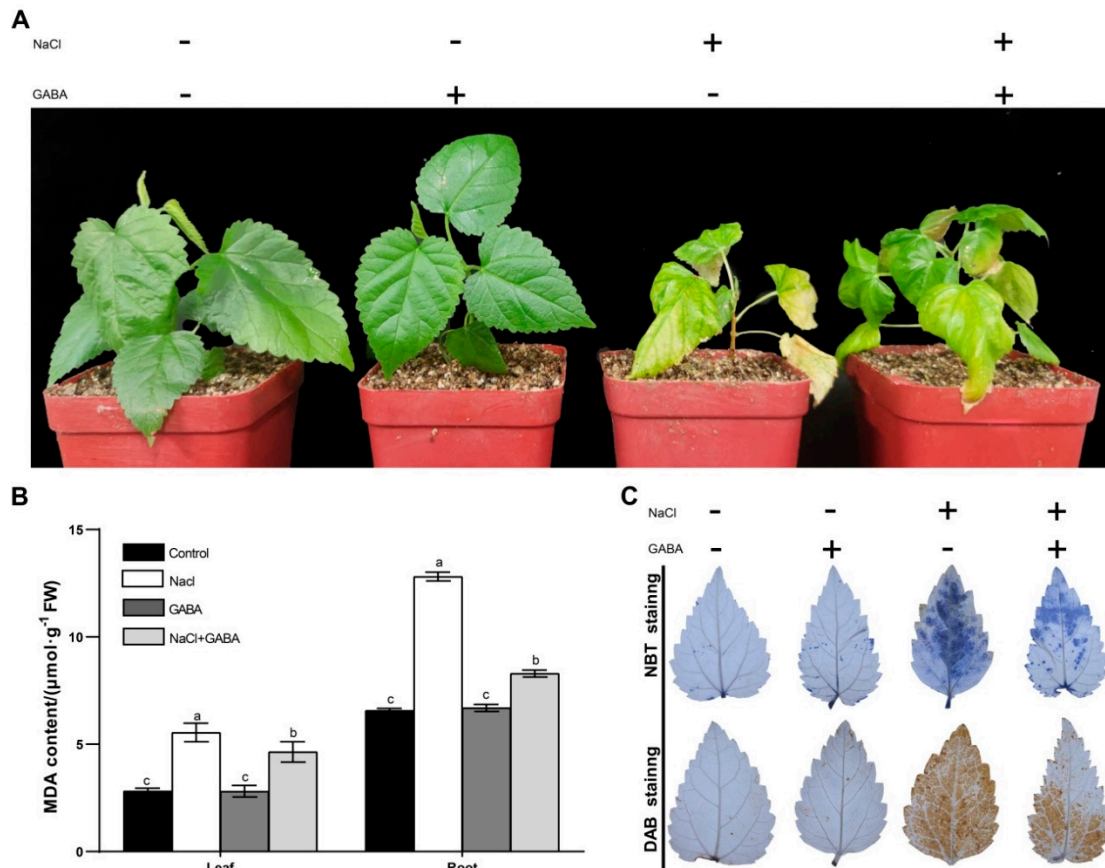 A
NaCl - - + +
GABA - + - +
B
MDA content/(μmol·g⁻¹ FW)
15
10
5
0
Control
Nacl
GABA
NaCl+GABA
c a c b
c a c b
Leaf Root
C
NaCl - - + +
GABA - + - +
NBT stainng
DAB stainng